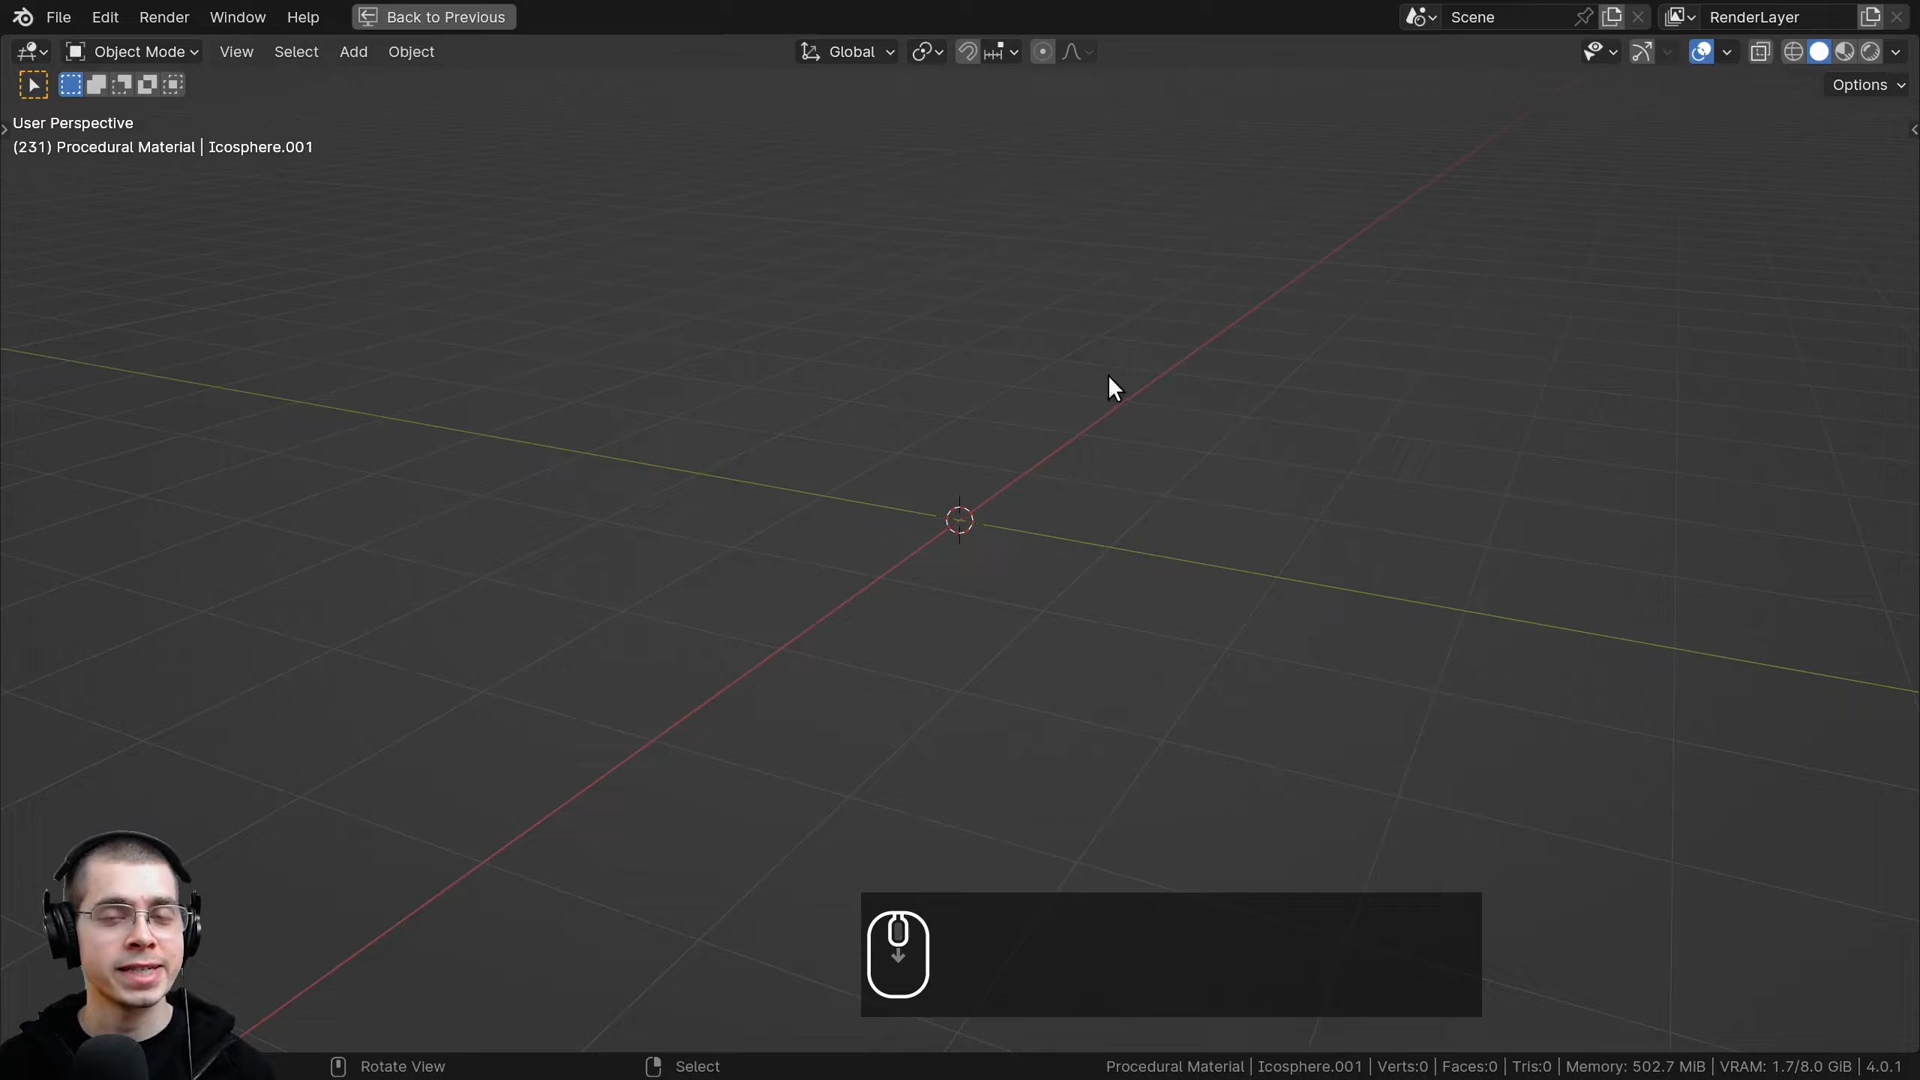 File Edit Render Window Help Back to Previous Scene RenderLayer
Object Mode View Select Add Object Global
Options
User Perspective
(231) Procedural Material | Icosphere.001
Rotate View Select Procedural Material | Icosphere.001 | Verts:0 | Faces:0 | Tris:0 | Memory: 502.7 MiB | VRAM: 1.7/8.0 GiB | 4.0.1